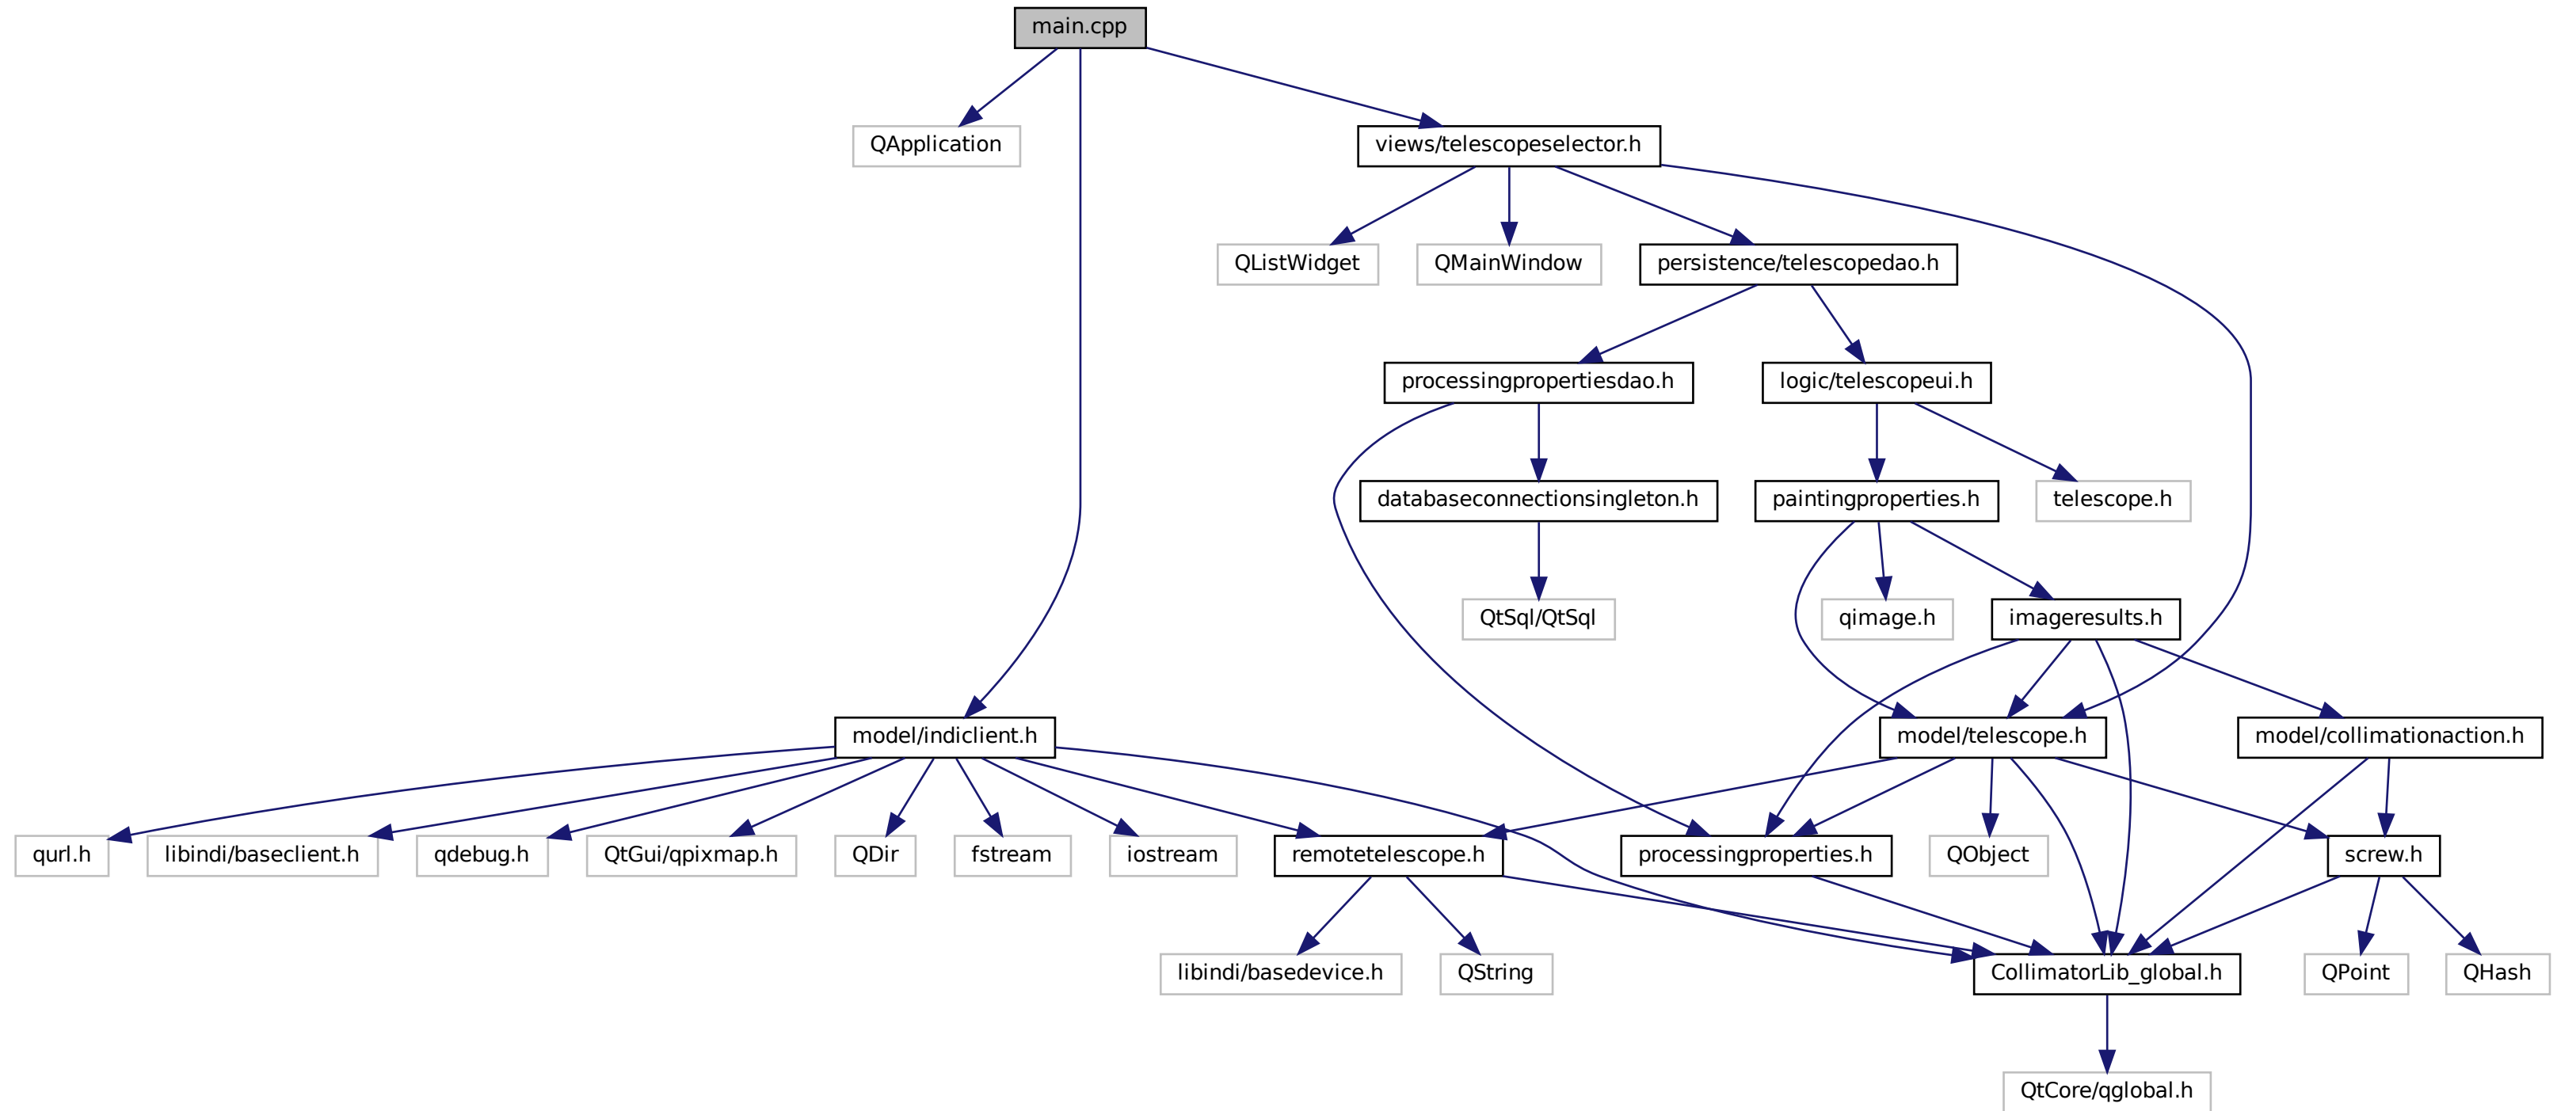 main.cpp
QApplication
views/telescopeselector.h
QListWidget
QMainWindow
persistence/telescopedao.h
processingpropertiesdao.h
logic/telescopeui.h
databaseconnectionsingleton.h
paintingproperties.h
telescope.h
QtSql/QtSql
qimage.h
imageresults.h
model/indiclient.h
model/telescope.h
model/collimationaction.h
qurl.h
libindi/baseclient.h
qdebug.h
QtGui/qpixmap.h
QDir
fstream
iostream
remotetelescope.h
processingproperties.h
QObject
screw.h
libindi/basedevice.h
QString
CollimatorLib_global.h
QPoint
QHash
QtCore/qglobal.h